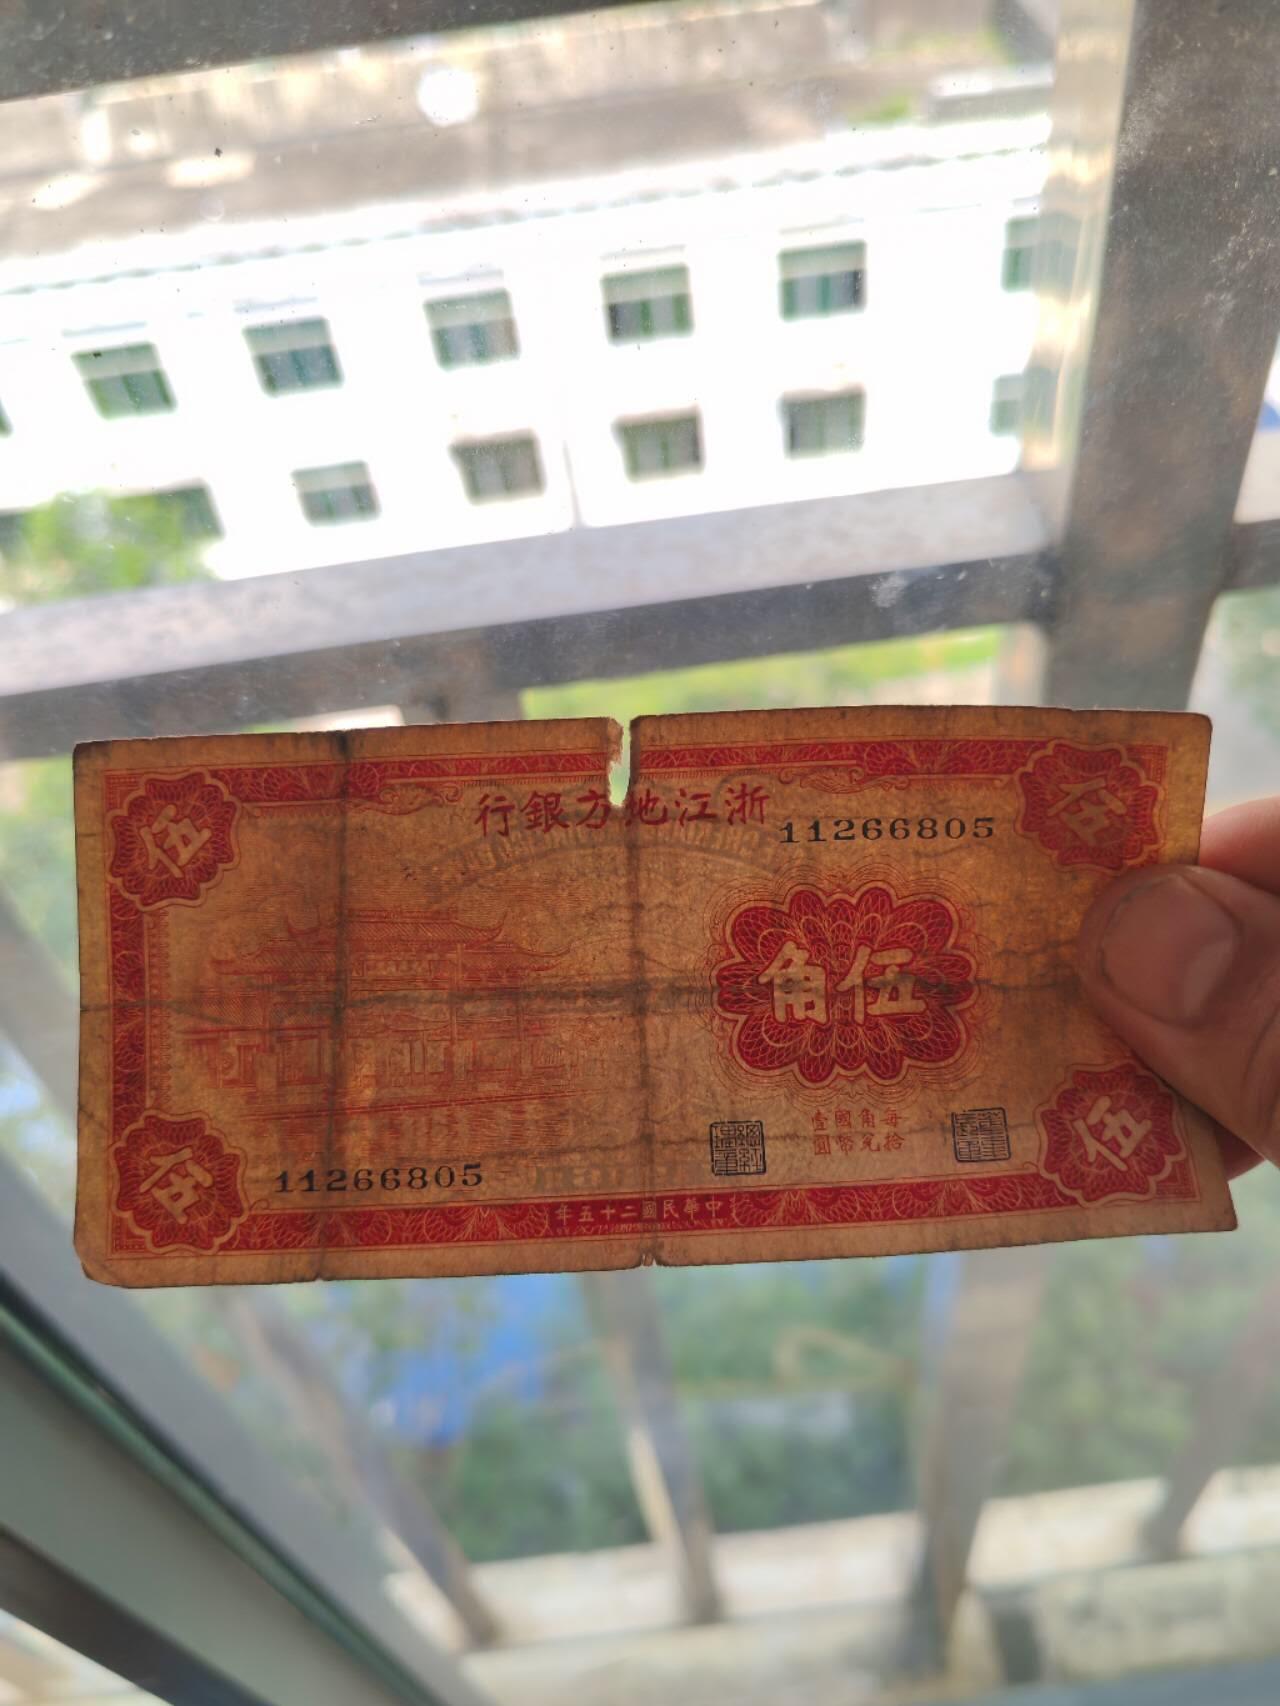 浙江地方銀行
11266805
伍
伍
伍角
每角國壹
拾兌幣圓
11266805
伍
伍
中華民國二十五年